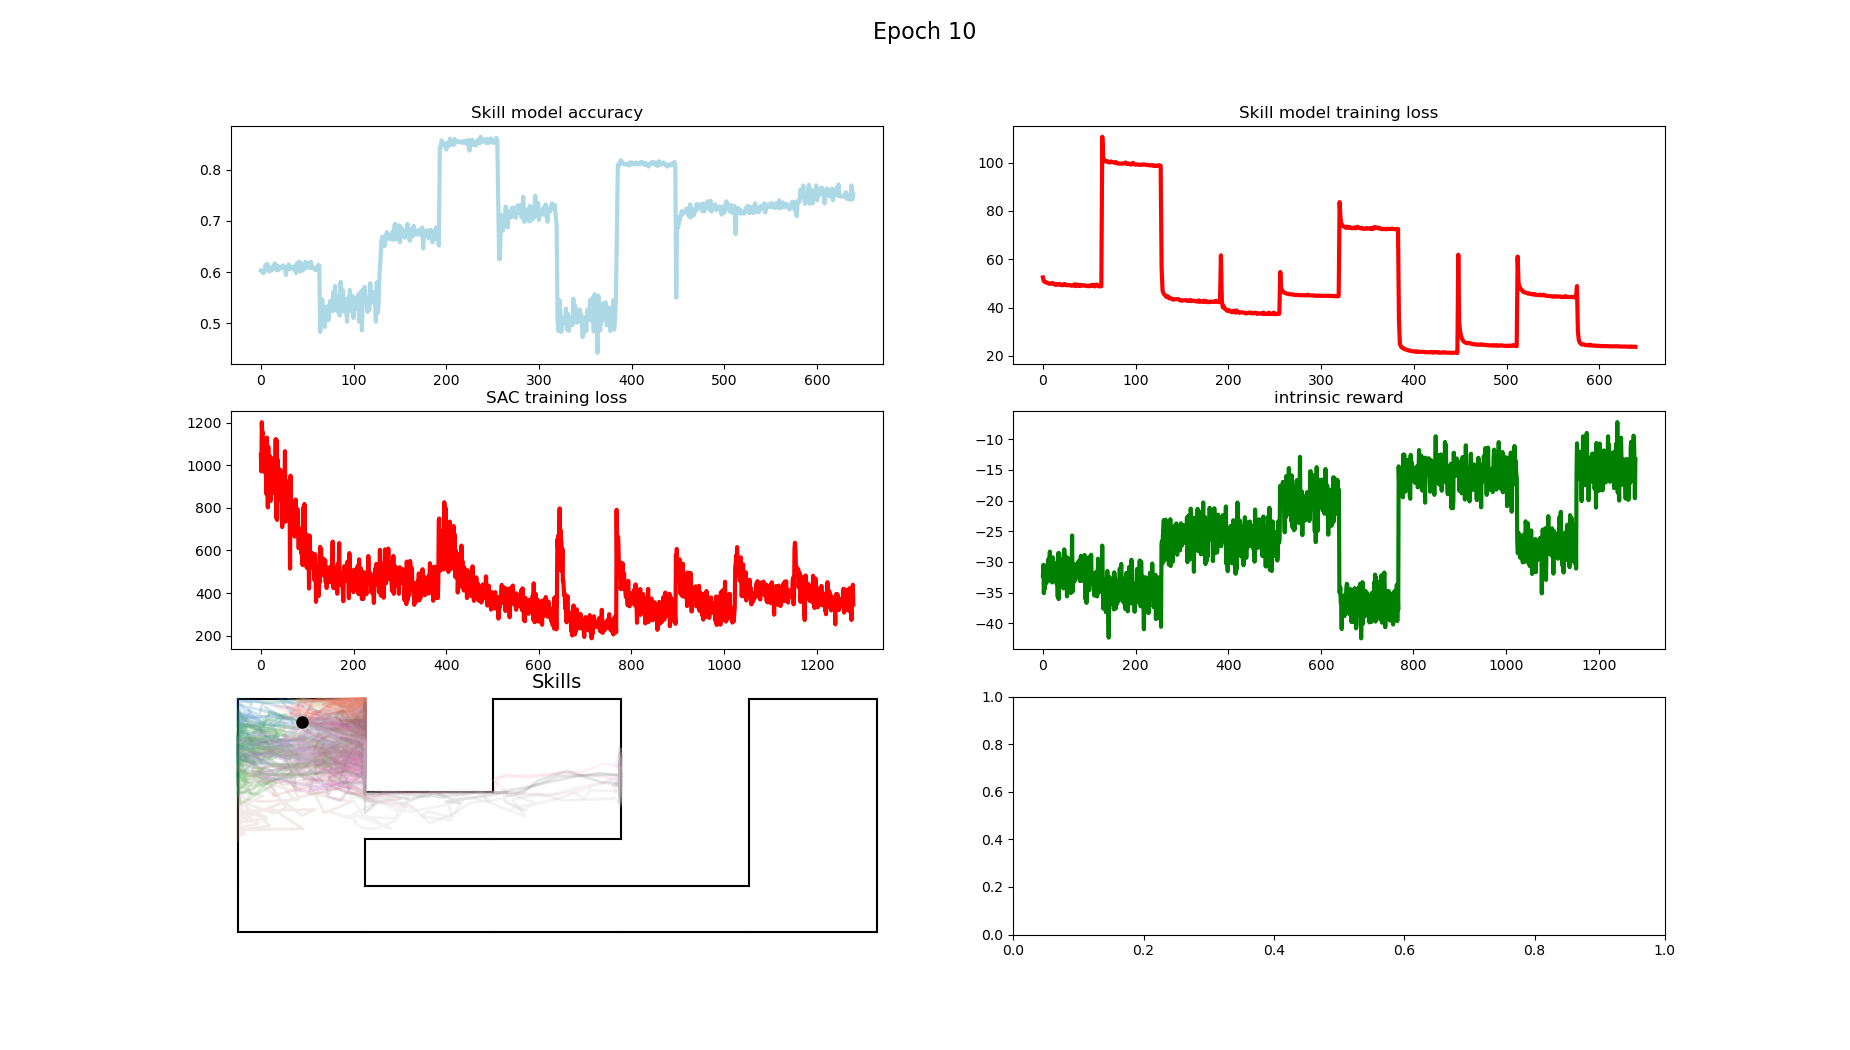 Epoch 10
Skill model accuracy
0.8
0.7
0.6
0.5
0 100 200 300 400 500 600
Skill model training loss
100
80
60
40
20
0 100 200 300 400 500 600
SAC training loss
1200
1000
800
600
400
200
0 200 400 600 800 1000 1200
intrinsic reward
−10
−15
−20
−25
−30
−35
−40
0 200 400 600 800 1000 1200
Skills
1.0
0.8
0.6
0.4
0.2
0.0
0.0 0.2 0.4 0.6 0.8 1.0